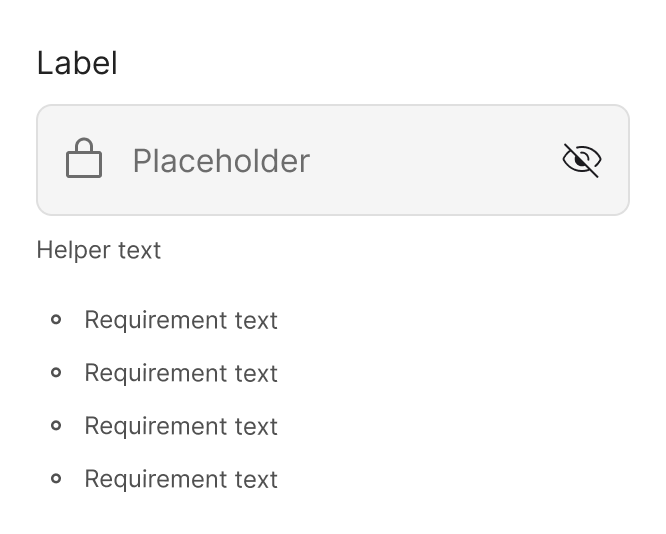 Label
Placeholder
Helper text
Requirement text
Requirement text
Requirement text
Requirement text